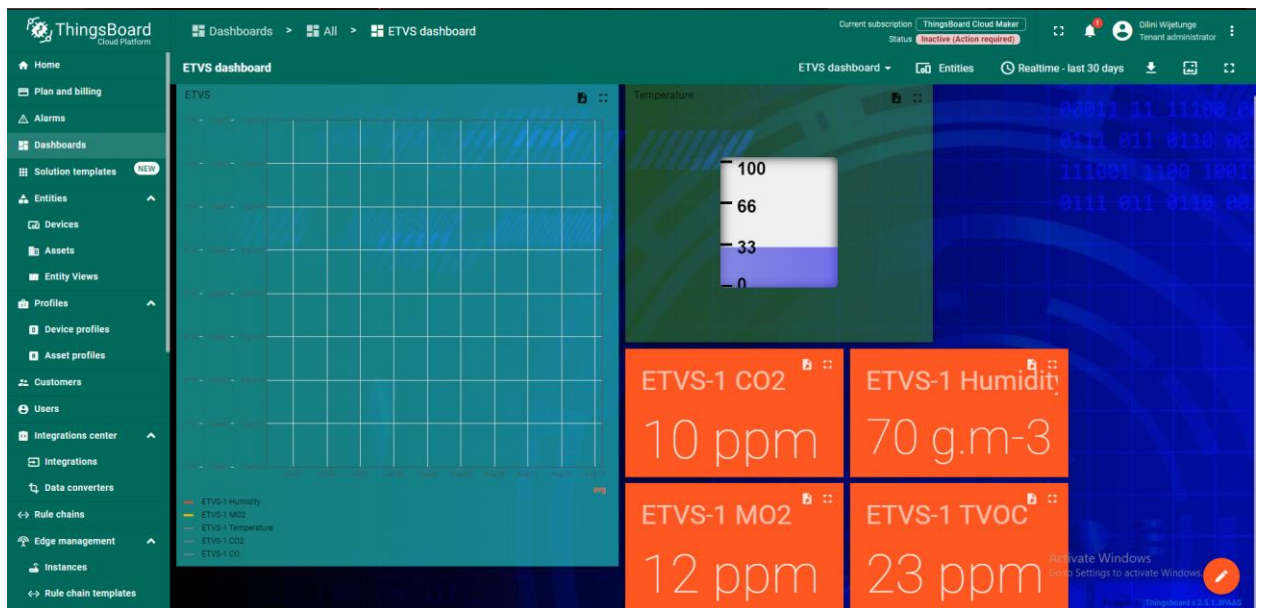 ThingsBoard
Cloud Platform
Dashboards > All > ETVS dashboard
Current subscription ThingsBoard Cloud Maker
Status Inactive (Action required)
1
Dilini Wijetunge
Tenant administrator
Home
Plan and billing
Alarms
Dashboards
Solution templates NEW
Entities
Devices
Assets
Entity Views
Profiles
Device profiles
Asset profiles
Customers
Users
Integrations center
Integrations
Data converters
Rule chains
Edge management
Instances
Rule chain templates
ETVS dashboard
ETVS dashboard
Entities
Realtime - last 30 days
ETVS
avg
ETVS-1 Humidity
ETVS-1 MO2
ETVS-1 Temperature
ETVS-1 CO2
ETVS-1 CO
Temperature
100
66
33
0
ETVS-1 CO2
10 ppm
ETVS-1 Humidity
70 g.m-3
ETVS-1 MO2
12 ppm
ETVS-1 TVOC
23 ppm
Activate Windows
Go to Settings to activate Windows.